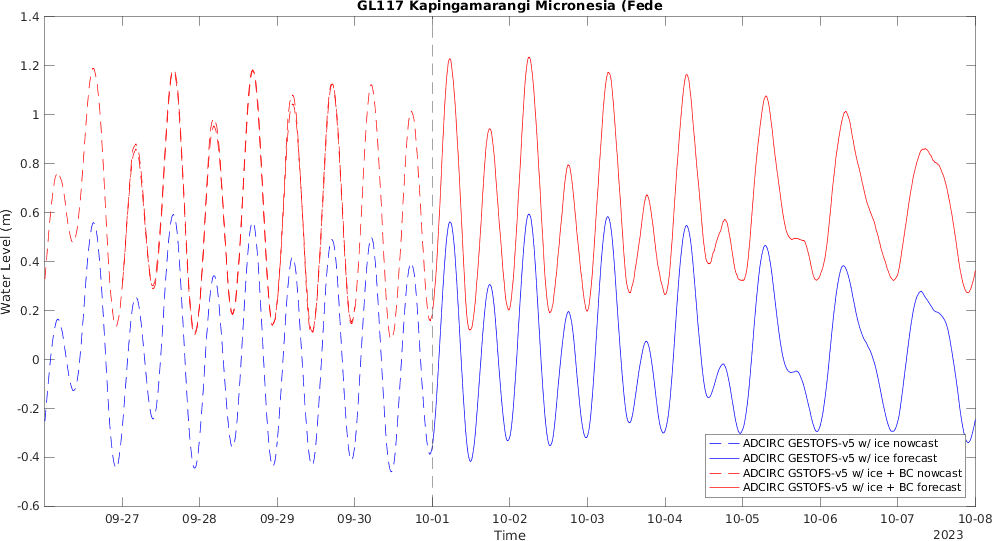 GL117 Kapingamarangi Micronesia (Fede
1.4
1.2
1
0.8
0.6
0.4
0.2
0
-0.2
-0.4
-0.6
Water Level (m)
09-27 09-28 09-29 09-30 10-01 10-02 10-03 10-04 10-05 10-06 10-07 10-08
Time
2023
ADCIRC GESTOFS-v5 w/ ice nowcast
ADCIRC GESTOFS-v5 w/ ice forecast
ADCIRC GSTOFS-v5 w/ ice + BC nowcast
ADCIRC GSTOFS-v5 w/ ice + BC forecast